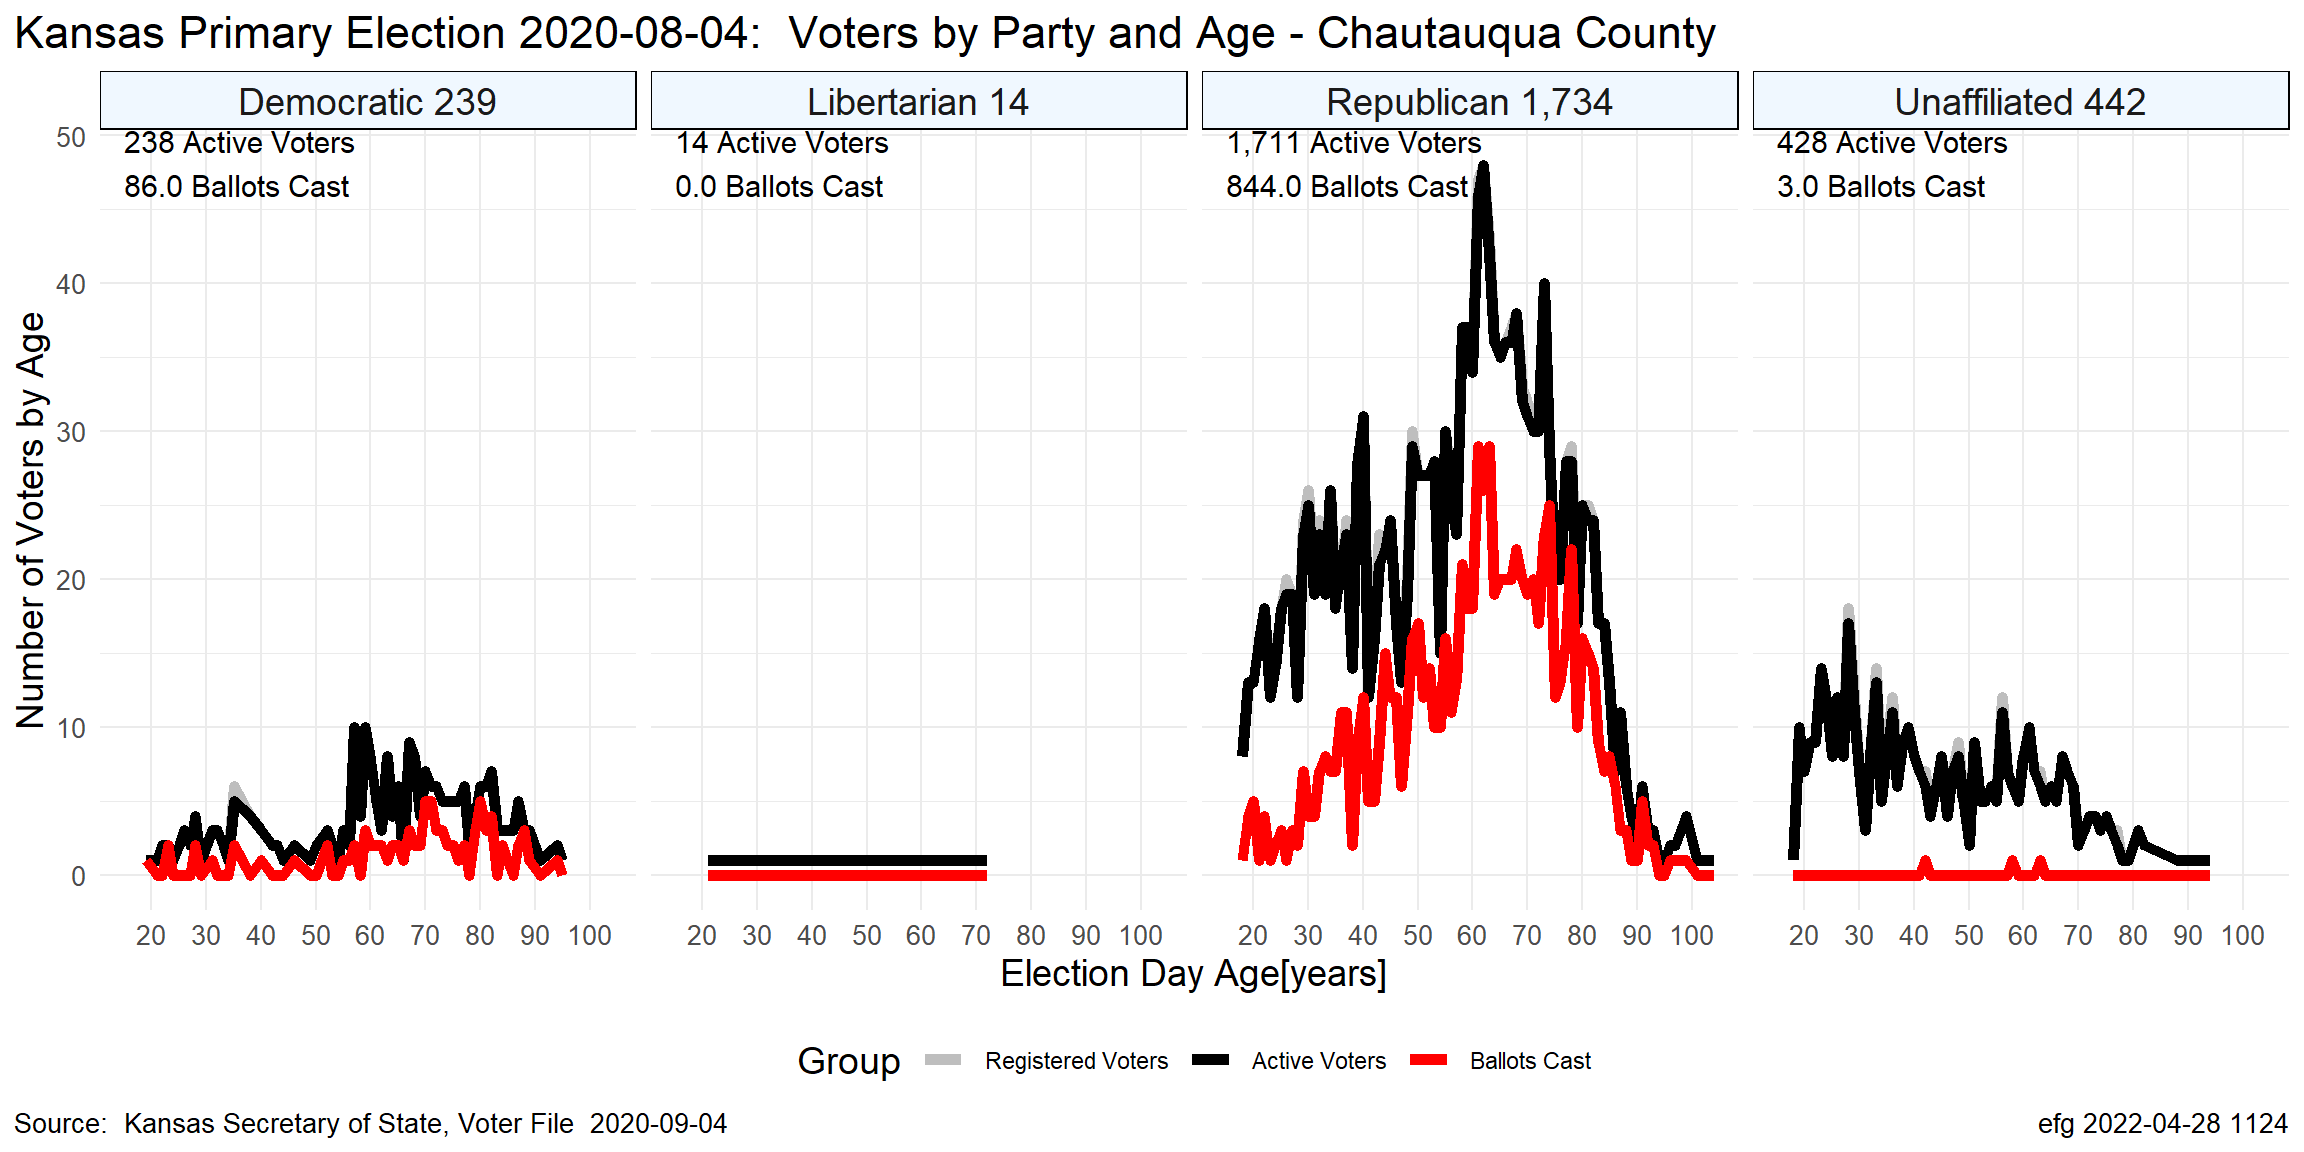 Kansas Primary Election 2020-08-04:  Voters by Party and Age - Chautauqua County
Democratic 239
Libertarian 14
Republican 1,734
Unaffiliated 442
238 Active Voters
86.0 Ballots Cast
14 Active Voters
0.0 Ballots Cast
1,711 Active Voters
844.0 Ballots Cast
428 Active Voters
3.0 Ballots Cast
Number of Voters by Age
50
40
30
20
10
0
20 30 40 50 60 70 80 90 100
20 30 40 50 60 70 80 90 100
20 30 40 50 60 70 80 90 100
20 30 40 50 60 70 80 90 100
Election Day Age[years]
Group Registered Voters Active Voters Ballots Cast
Source:  Kansas Secretary of State, Voter File  2020-09-04
efg 2022-04-28 1124